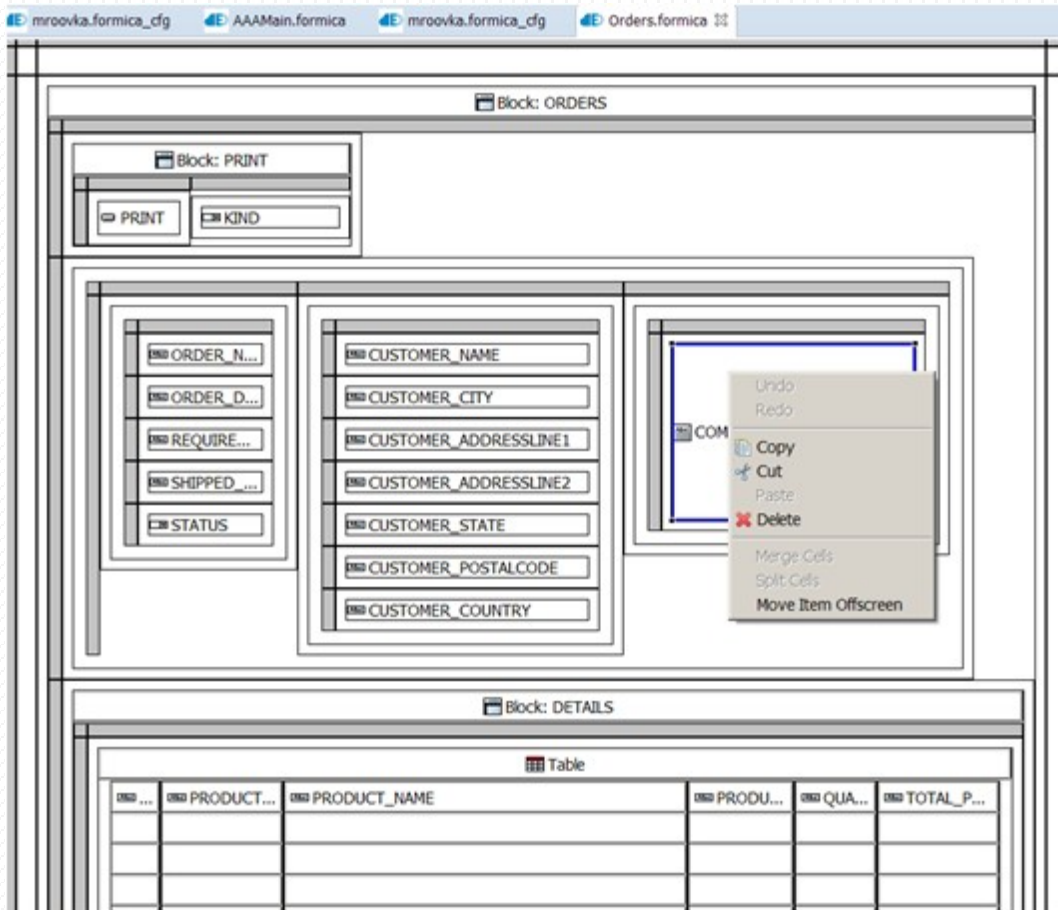 mroovka.formica_cfg AAAMain.formica mroovka.formica_cfg Orders.formica
Block: ORDERS
Block: PRINT
PRINT KIND
ORDER_N...
ORDER_D...
REQUIRE...
SHIPPED_...
STATUS
CUSTOMER_NAME
CUSTOMER_CITY
CUSTOMER_ADDRESSLINE1
CUSTOMER_ADDRESSLINE2
CUSTOMER_STATE
CUSTOMER_POSTALCODE
CUSTOMER_COUNTRY
COM
Undo
Redo
Copy
Cut
Paste
Delete
Merge Cells
Split Cells
Move Item Offscreen
Block: DETAILS
Table
... PRODUCT... PRODUCT_NAME PRODU... QUA... TOTAL_P...